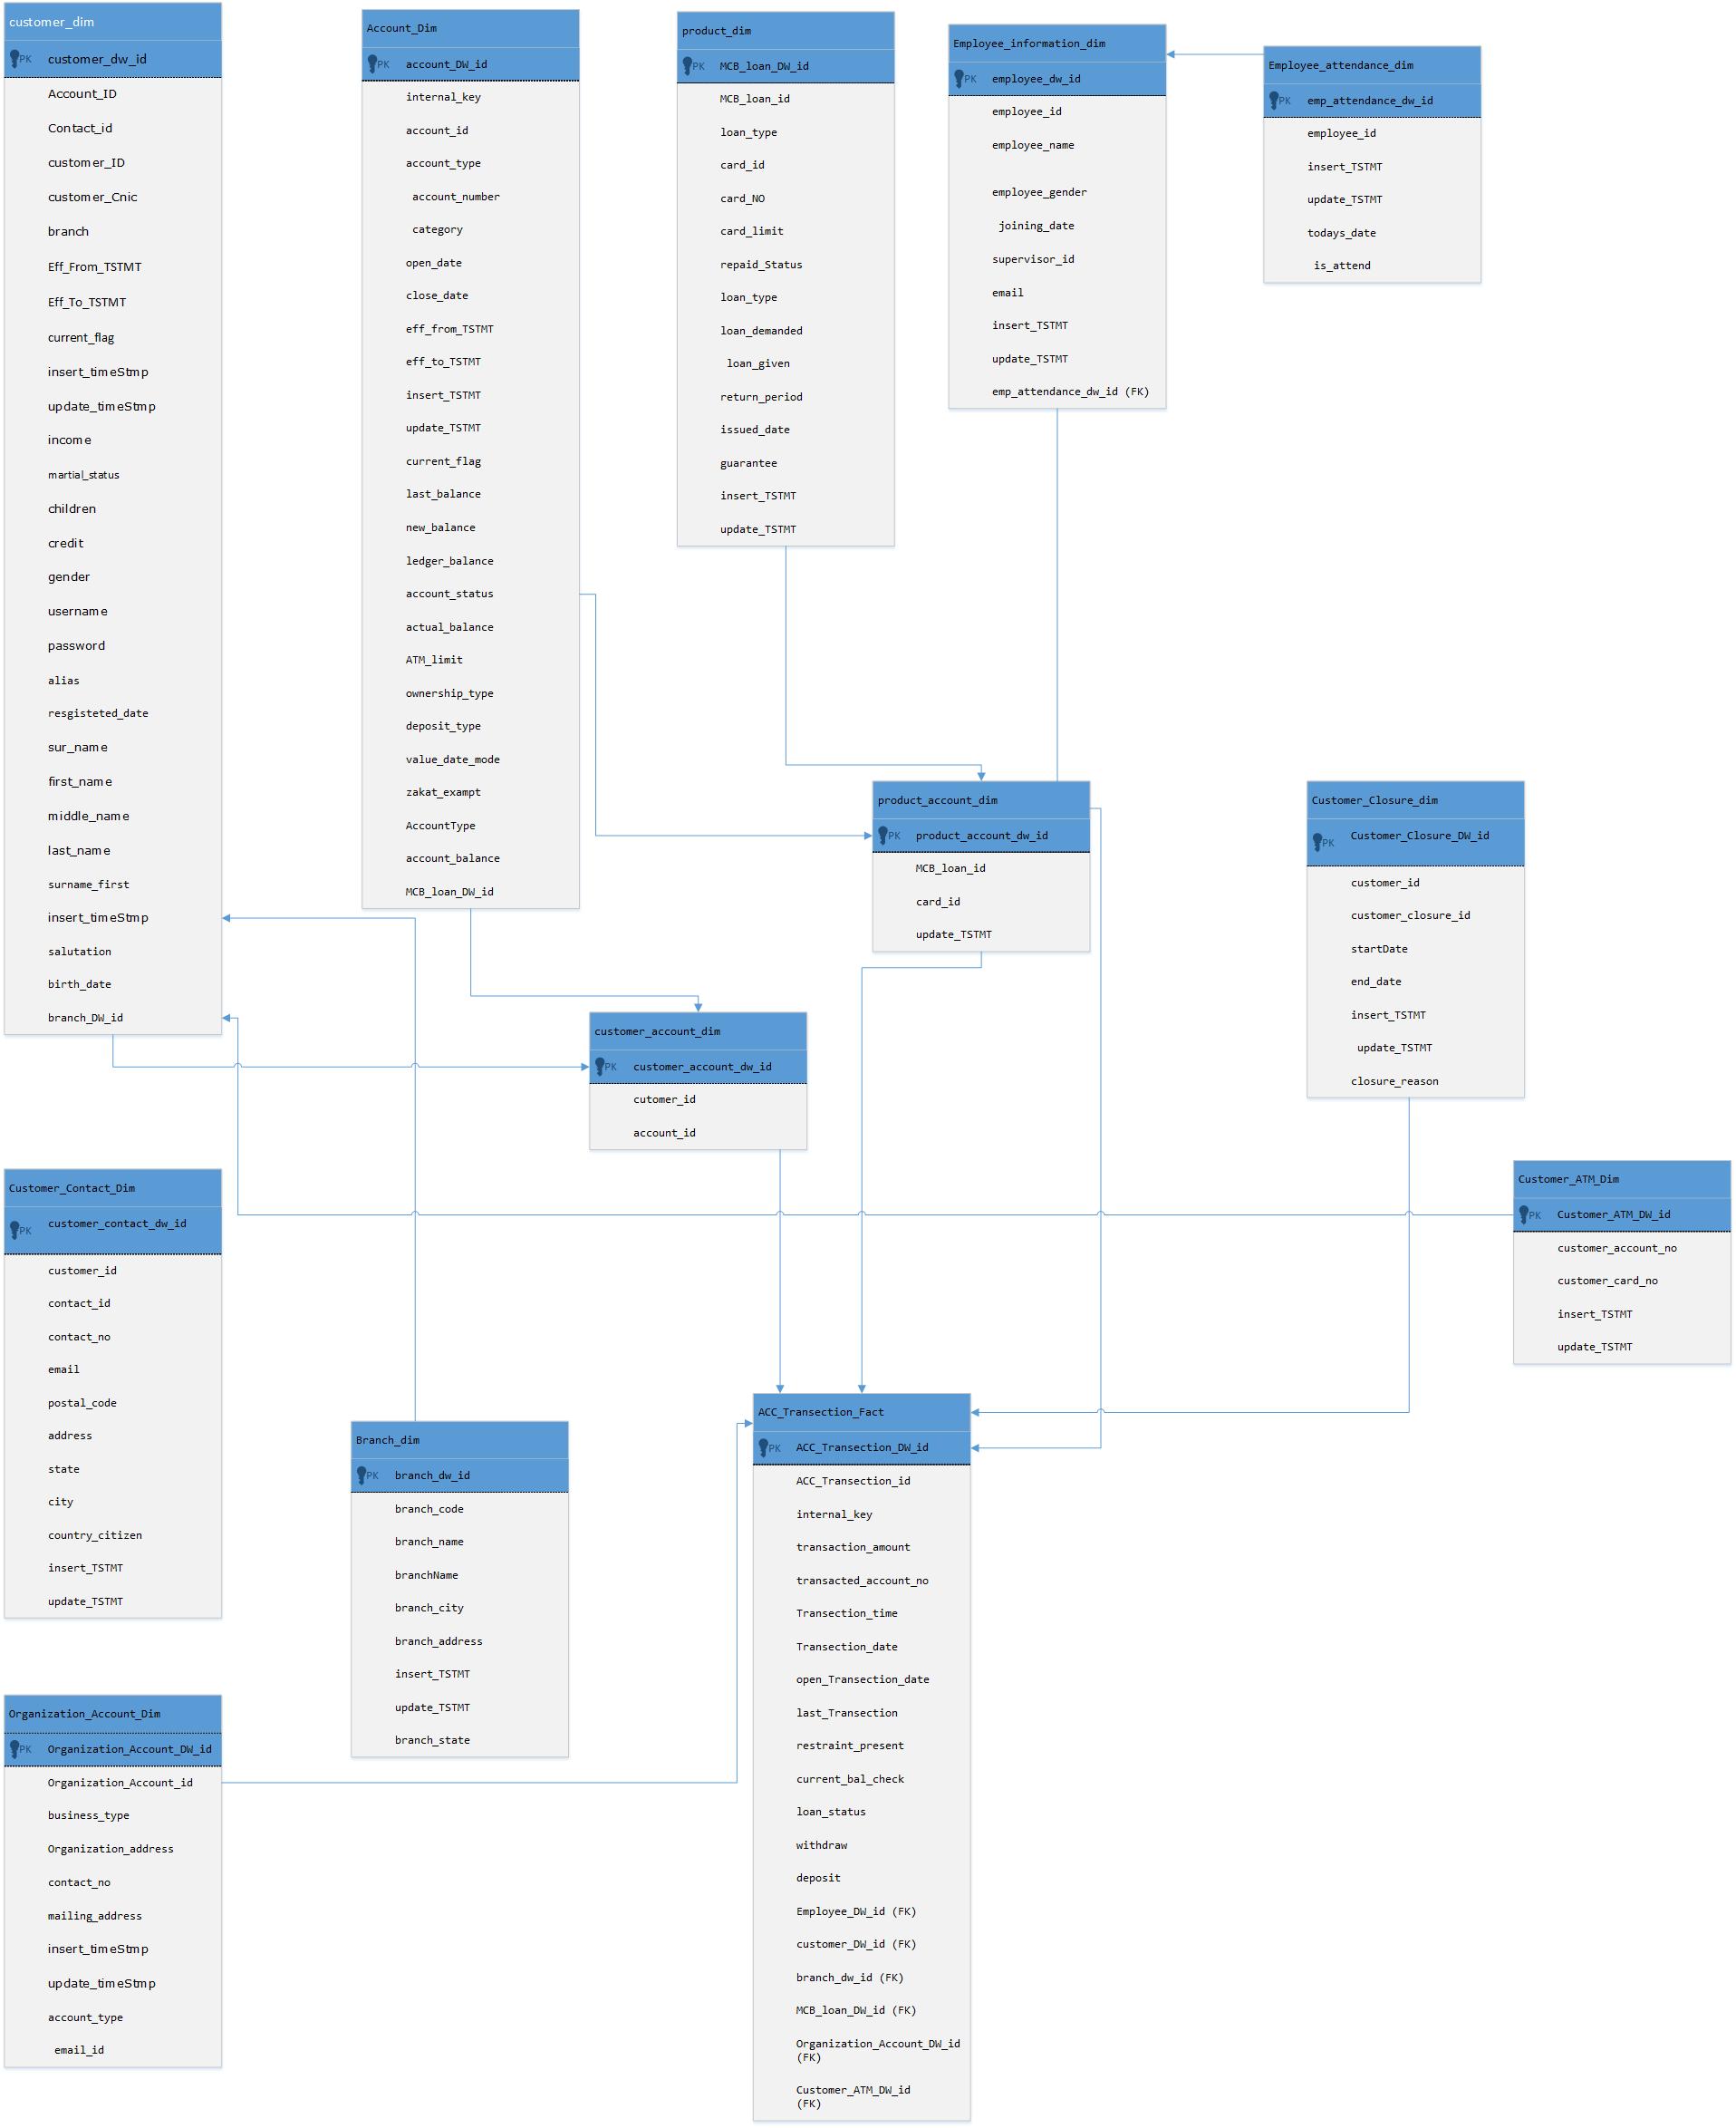 customer_dim
PK customer_dw_id
Account_ID
Contact_id
customer_ID
customer_Cnic
branch
Eff_From_TSTMT
Eff_To_TSTMT
current_flag
insert_timeStmp
update_timeStmp
income
martial_status
children
credit
gender
username
password
alias
resgisteted_date
sur_name
first_name
middle_name
last_name
surname_first
insert_timeStmp
salutation
birth_date
branch_DW_id
Account_Dim
PK account_DW_id
internal_key
account_id
account_type
account_number
category
open_date
close_date
eff_from_TSTMT
eff_to_TSTMT
insert_TSTMT
update_TSTMT
current_flag
last_balance
new_balance
ledger_balance
account_status
actual_balance
ATM_limit
ownership_type
deposit_type
value_date_mode
zakat_exampt
AccountType
account_balance
MCB_loan_DW_id
product_dim
PK MCB_loan_DW_id
MCB_loan_id
loan_type
card_id
card_NO
card_limit
repaid_Status
loan_type
loan_demanded
loan_given
return_period
issued_date
guarantee
insert_TSTMT
update_TSTMT
Employee_information_dim
PK employee_dw_id
employee_id
employee_name
employee_gender
joining_date
supervisor_id
email
insert_TSTMT
update_TSTMT
emp_attendance_dw_id (FK)
Employee_attendance_dim
PK emp_attendance_dw_id
employee_id
insert_TSTMT
update_TSTMT
todays_date
is_attend
product_account_dim
PK product_account_dw_id
MCB_loan_id
card_id
update_TSTMT
Customer_Closure_dim
PK Customer_Closure_DW_id
customer_id
customer_closure_id
startDate
end_date
insert_TSTMT
update_TSTMT
closure_reason
customer_account_dim
PK customer_account_dw_id
cutomer_id
account_id
Customer_Contact_Dim
PK customer_contact_dw_id
customer_id
contact_id
contact_no
email
postal_code
address
state
city
country_citizen
insert_TSTMT
update_TSTMT
Customer_ATM_Dim
PK Customer_ATM_DW_id
customer_account_no
customer_card_no
insert_TSTMT
update_TSTMT
Branch_dim
PK branch_dw_id
branch_code
branch_name
branchName
branch_city
branch_address
insert_TSTMT
update_TSTMT
branch_state
ACC_Transection_Fact
PK ACC_Transection_DW_id
ACC_Transection_id
internal_key
transaction_amount
transacted_account_no
Transection_time
Transection_date
open_Transection_date
last_Transection
restraint_present
current_bal_check
loan_status
withdraw
deposit
Employee_DW_id (FK)
customer_DW_id (FK)
branch_dw_id (FK)
MCB_loan_DW_id (FK)
Organization_Account_DW_id
(FK)
Customer_ATM_DW_id
(FK)
Organization_Account_Dim
PK Organization_Account_DW_id
Organization_Account_id
business_type
Organization_address
contact_no
mailing_address
insert_timeStmp
update_timeStmp
account_type
email_id